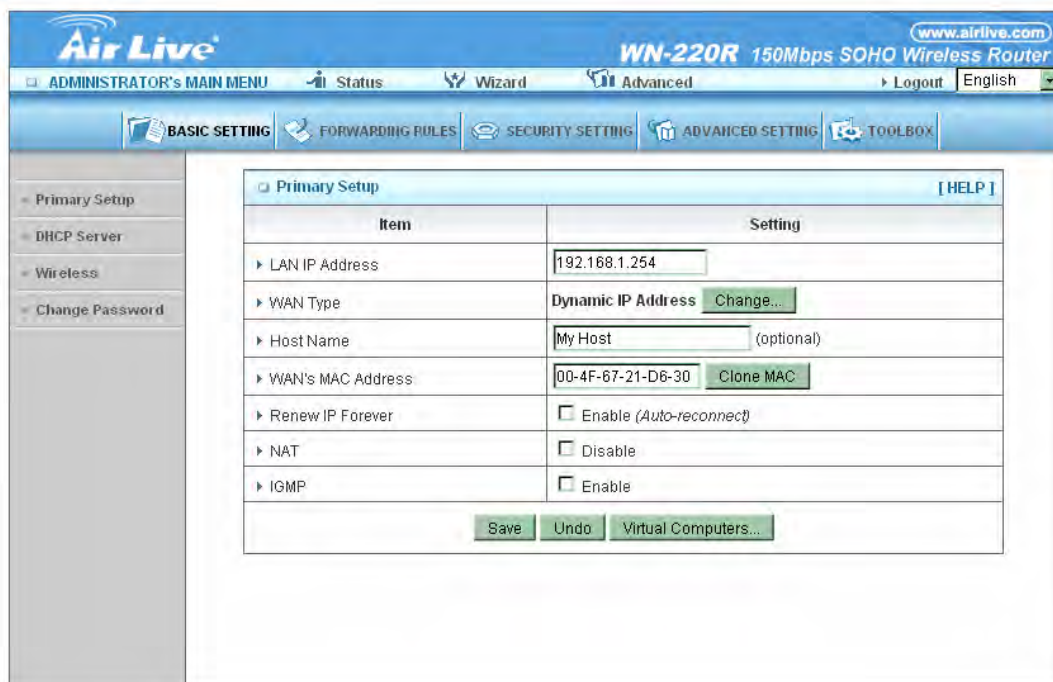 Air Live
www.airlive.com
WN-220R 150Mbps SOHO Wireless Router
ADMINISTRATOR's MAIN MENU Status Wizard Advanced Logout English
BASIC SETTING FORWARDING RULES SECURITY SETTING ADVANCED SETTING TOOLBOX
Primary Setup
DHCP Server
Wireless
Change Password
Primary Setup [ HELP ]
Item Setting
LAN IP Address 192.168.1.254
WAN Type Dynamic IP Address Change...
Host Name My Host (optional)
WAN's MAC Address 00-4F-67-21-D6-30 Clone MAC
Renew IP Forever Enable (Auto-reconnect)
NAT Disable
IGMP Enable
Save Undo Virtual Computers...